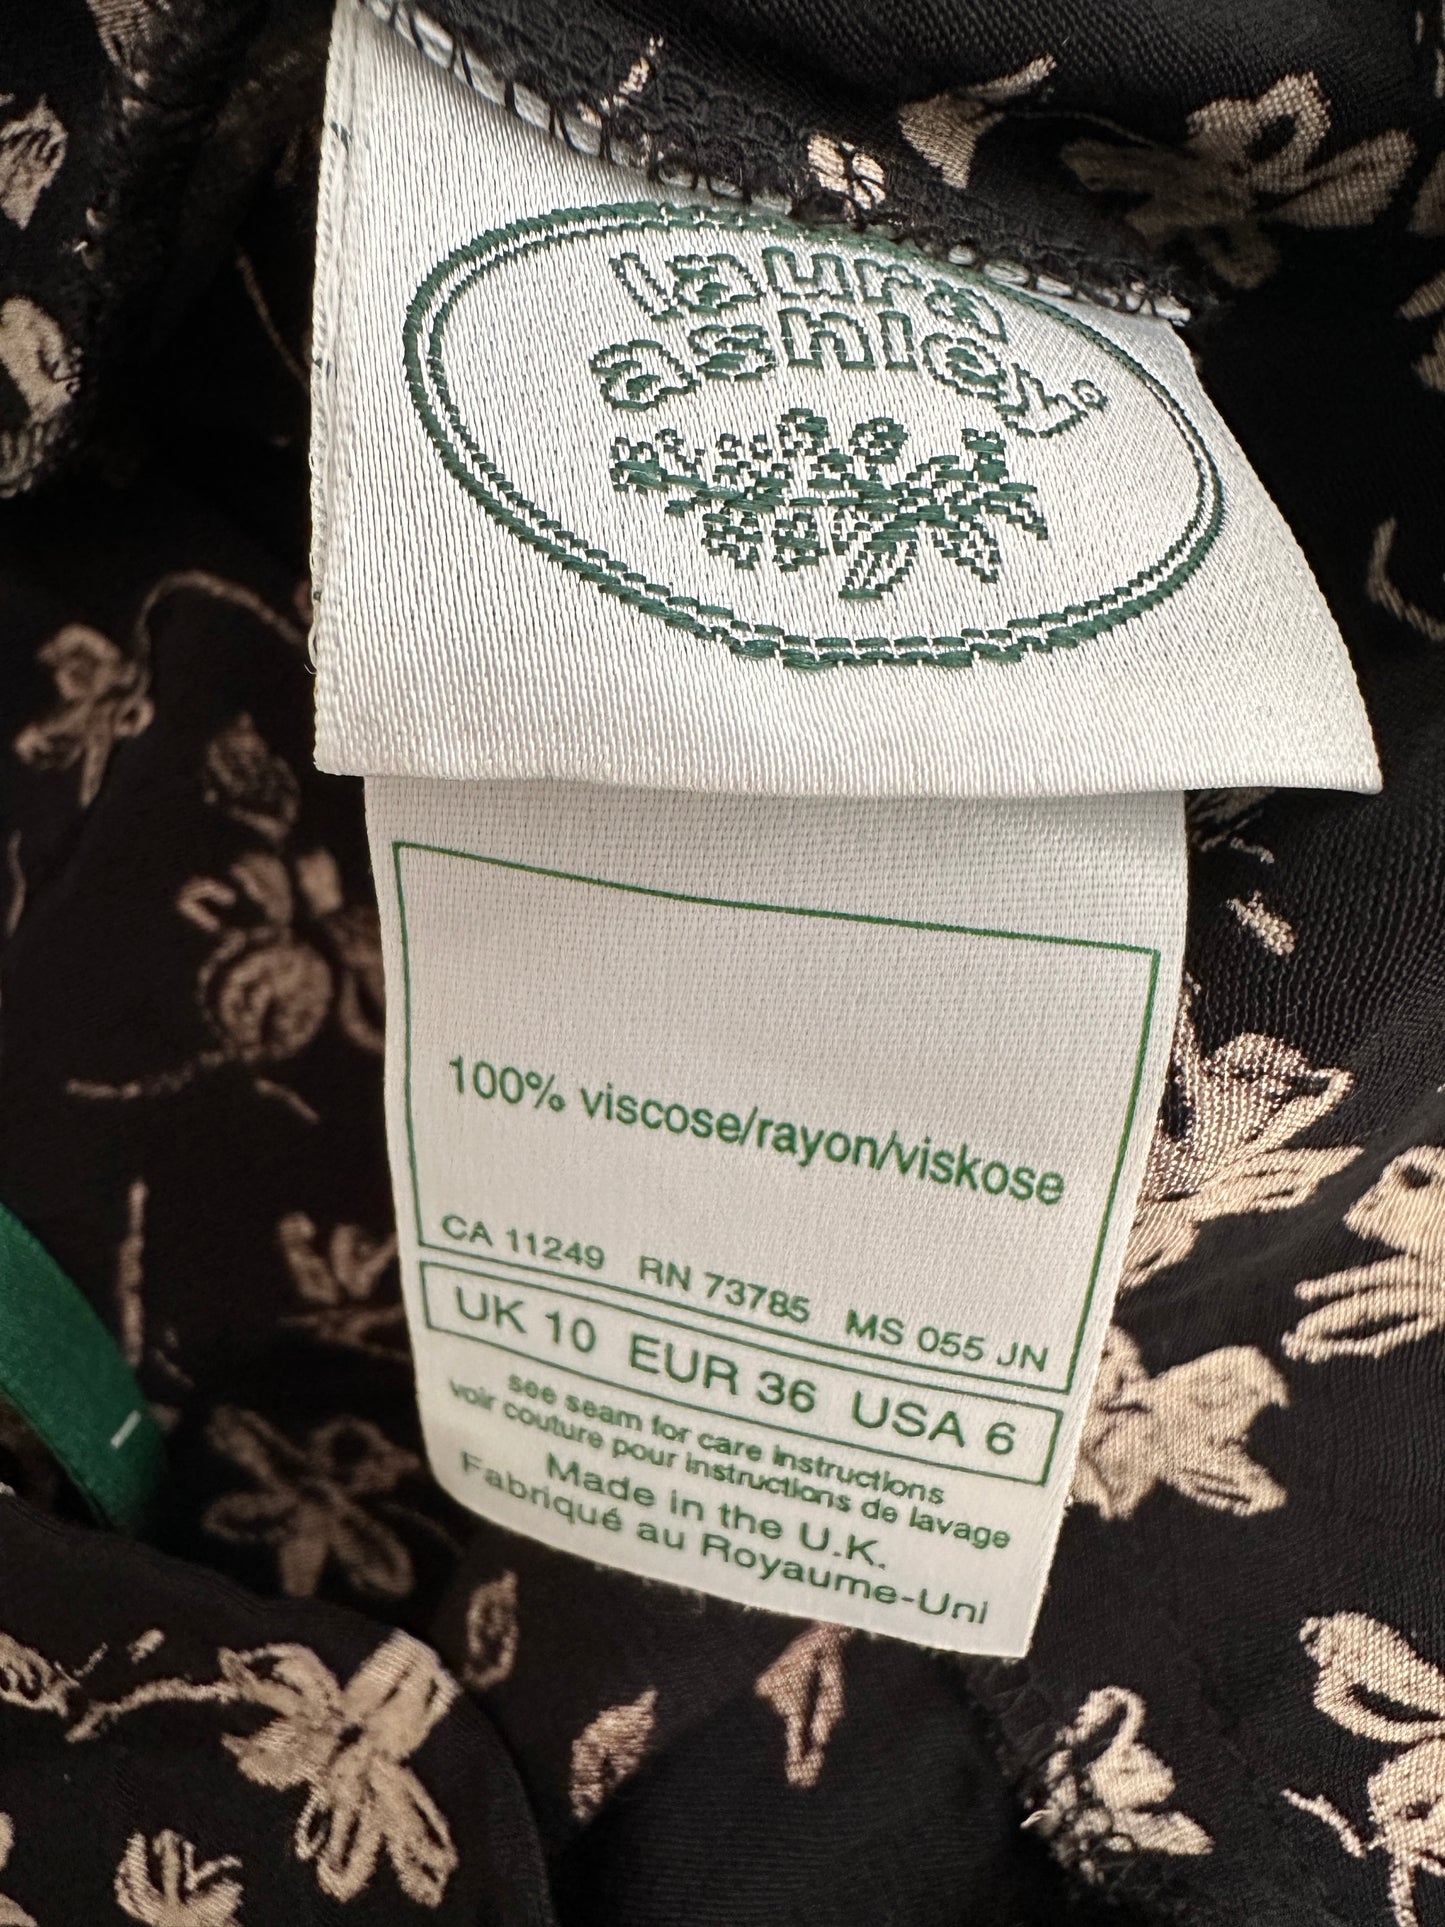 laura
ashley
100% viscose/rayon/viskose
CA 11249 RN 73785 MS 055 JN
UK 10 EUR 36 USA 6
see seam for care instructions
voir couture pour instructions de lavage
Made in the U.K.
Fabriqué au Royaume-Uni